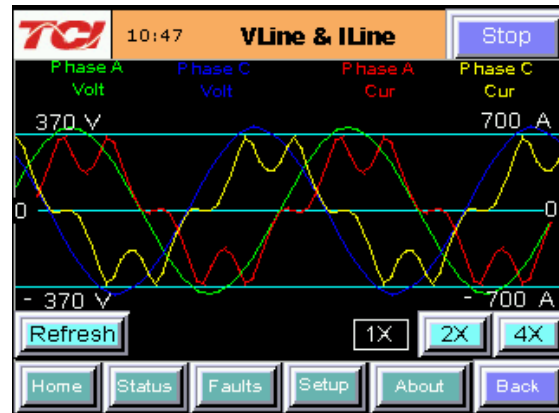 TCI 10:47 VLine & ILine Stop
Phase A Phase C Phase A Phase C
Volt Volt Cur Cur
370 V 700 A
0 0
- 370 V - 700 A
Refresh 1X 2X 4X
Home Status Faults Setup About Back